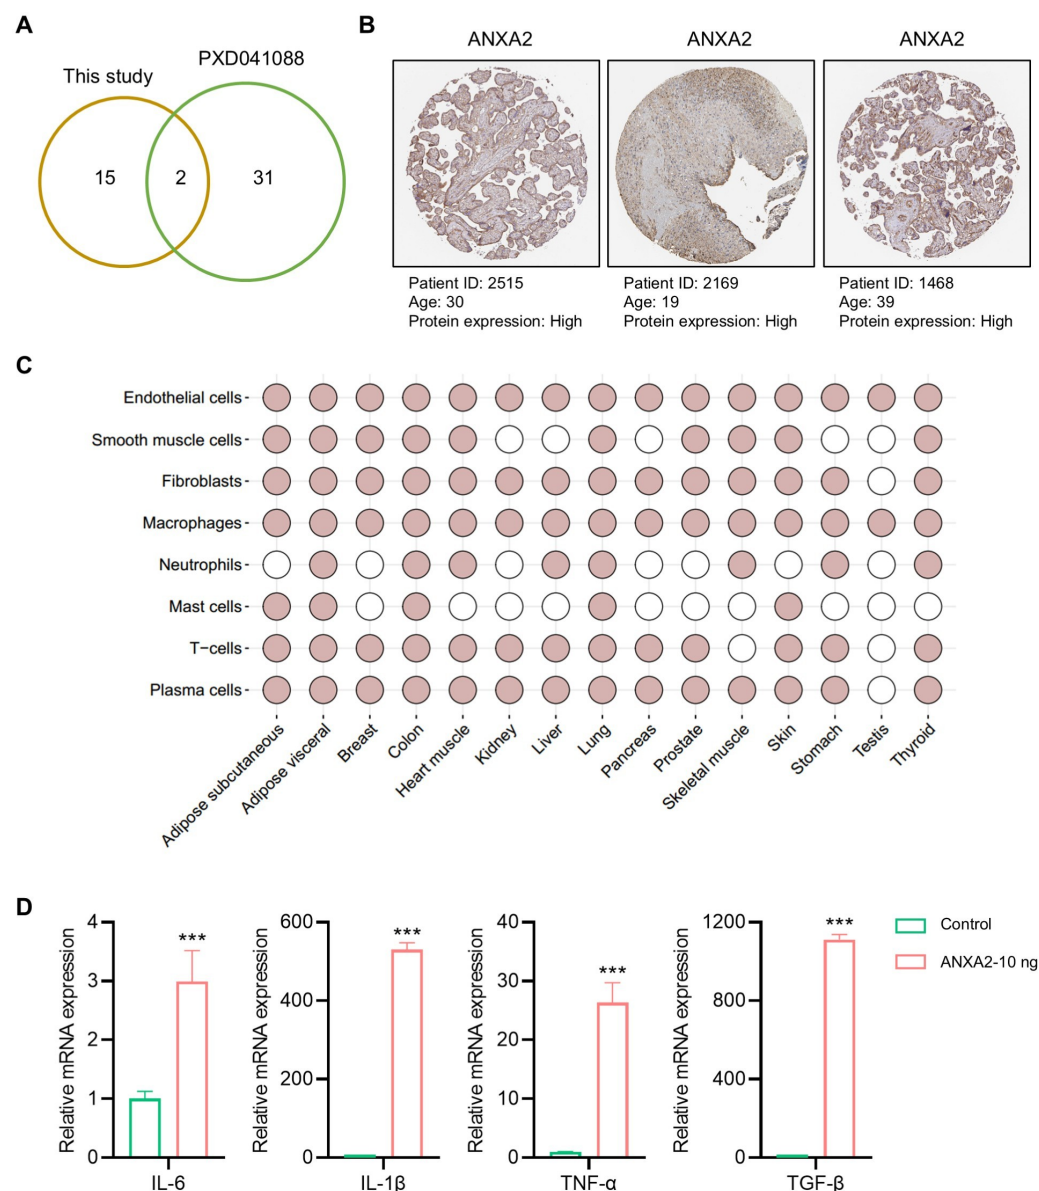 A
This study
PXD041088
15
2
31
B
ANXA2
ANXA2
ANXA2
Patient ID: 2515
Age: 30
Protein expression: High
Patient ID: 2169
Age: 19
Protein expression: High
Patient ID: 1468
Age: 39
Protein expression: High
C
Endothelial cells
Smooth muscle cells
Fibroblasts
Macrophages
Neutrophils
Mast cells
T−cells
Plasma cells
Adipose subcutaneous
Adipose visceral
Breast
Colon
Heart muscle
Kidney
Liver
Lung
Pancreas
Prostate
Skeletal muscle
Skin
Stomach
Testis
Thyroid
D
Relative mRNA expression
4
3
2
1
0
***
IL-6
Relative mRNA expression
600
400
200
0
***
IL-1β
Relative mRNA expression
40
30
20
10
0
***
TNF-α
Relative mRNA expression
1200
800
400
0
***
TGF-β
Control
ANXA2-10 ng